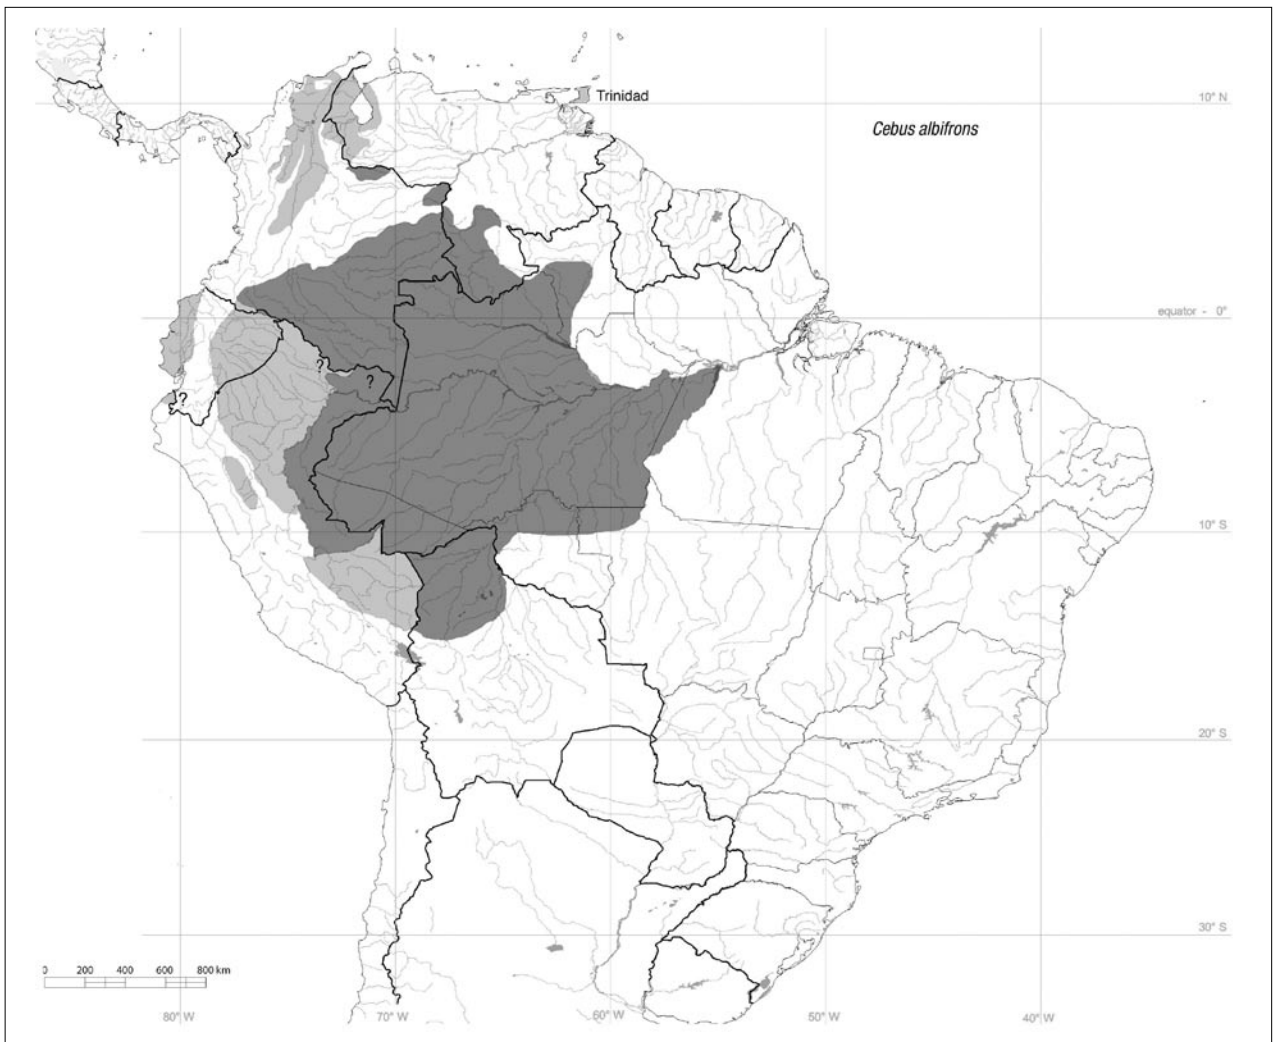 Trinidad
10° N
Cebus albifrons
equator - 0°
?
?
?
10° S
20° S
30° S
0 200 400 600 800 km
80° W 70° W 60° W 50° W 40° W